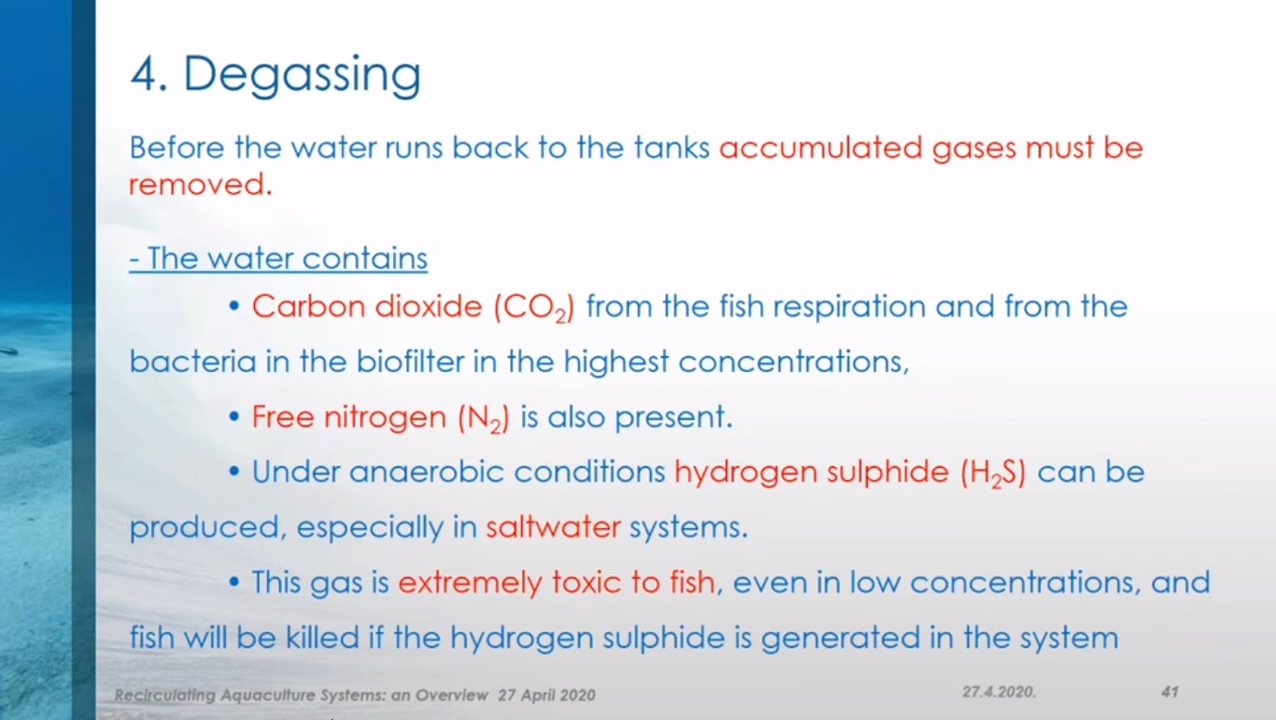 4. Degassing
Before the water runs back to the tanks accumulated gases must be
removed.
- The water contains
• Carbon dioxide (CO₂) from the fish respiration and from the
bacteria in the biofilter in the highest concentrations,
• Free nitrogen (N₂) is also present.
• Under anaerobic conditions hydrogen sulphide (H₂S) can be
produced, especially in saltwater systems.
• This gas is extremely toxic to fish, even in low concentrations, and
fish will be killed if the hydrogen sulphide is generated in the system
Recirculating Aquaculture Systems: an Overview 27 April 2020 27.4.2020. 41